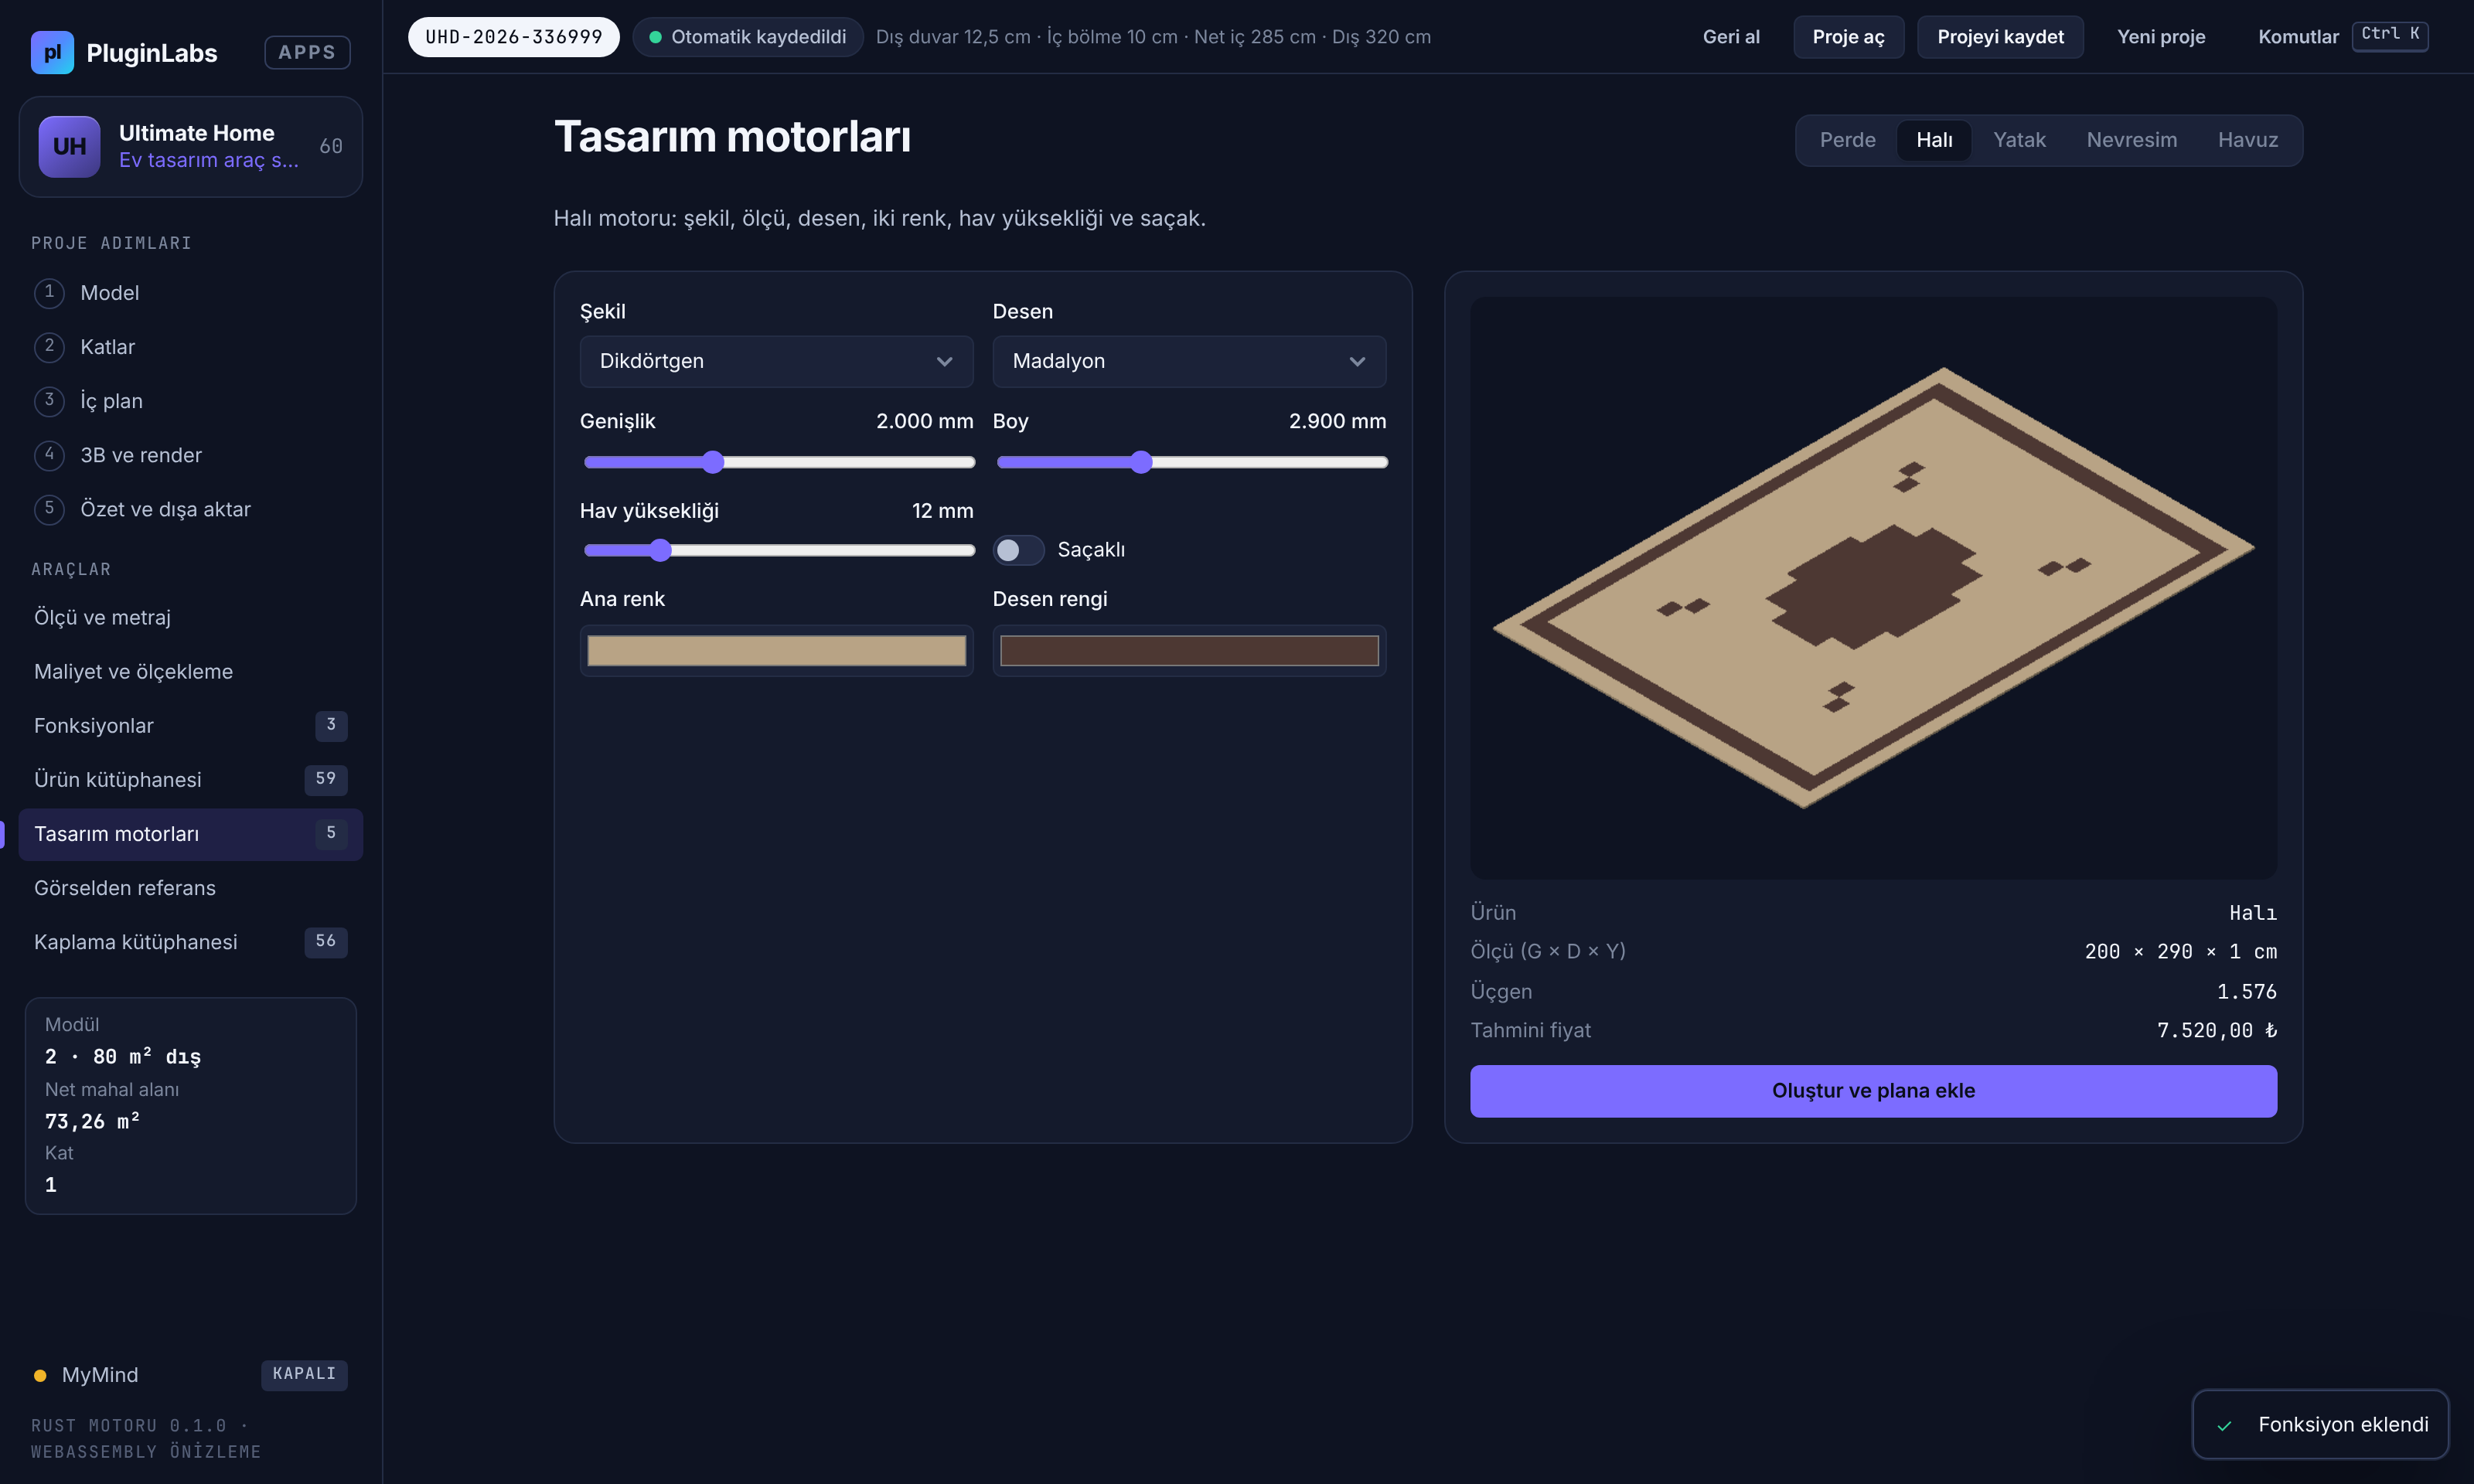 pl PluginLabs APPS
UH Ultimate Home 60
Ev tasarım araç s...
PROJE ADIMLARI
1 Model
2 Katlar
3 İç plan
4 3B ve render
5 Özet ve dışa aktar
ARAÇLAR
Ölçü ve metraj
Maliyet ve ölçekleme
Fonksiyonlar 3
Ürün kütüphanesi 59
Tasarım motorları 5
Görselden referans
Kaplama kütüphanesi 56
Modül
2 · 80 m² dış
Net mahal alanı
73,26 m²
Kat
1
MyMind KAPALI
RUST MOTORU 0.1.0 ·
WEBASSEMBLY ÖNİZLEME
UHD-2026-336999 Otomatik kaydedildi Dış duvar 12,5 cm · İç bölme 10 cm · Net iç 285 cm · Dış 320 cm Geri al Proje aç Projeyi kaydet Yeni proje Komutlar Ctrl K
Tasarım motorları
Perde Halı Yatak Nevresim Havuz
Halı motoru: şekil, ölçü, desen, iki renk, hav yüksekliği ve saçak.
Şekil Desen
Dikdörtgen Madalyon
Genişlik 2.000 mm Boy 2.900 mm
Hav yüksekliği 12 mm
Saçaklı
Ana renk Desen rengi
Ürün Halı
Ölçü (G × D × Y) 200 × 290 × 1 cm
Üçgen 1.576
Tahmini fiyat 7.520,00 ₺
Oluştur ve plana ekle
Fonksiyon eklendi